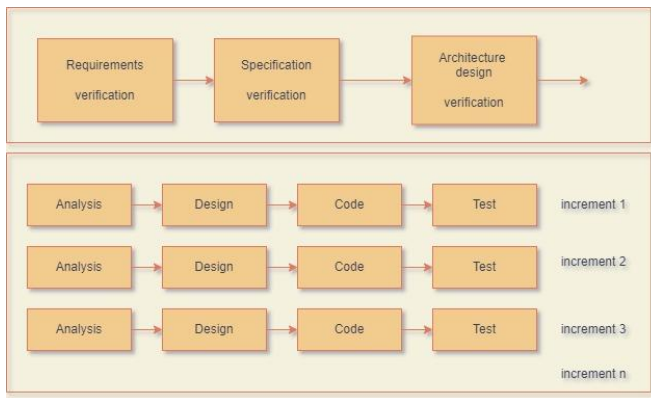 Requirements
verification
Specification
verification
Architecture
design
verification
Analysis
Design
Code
Test
increment 1
Analysis
Design
Code
Test
increment 2
Analysis
Design
Code
Test
increment 3
increment n